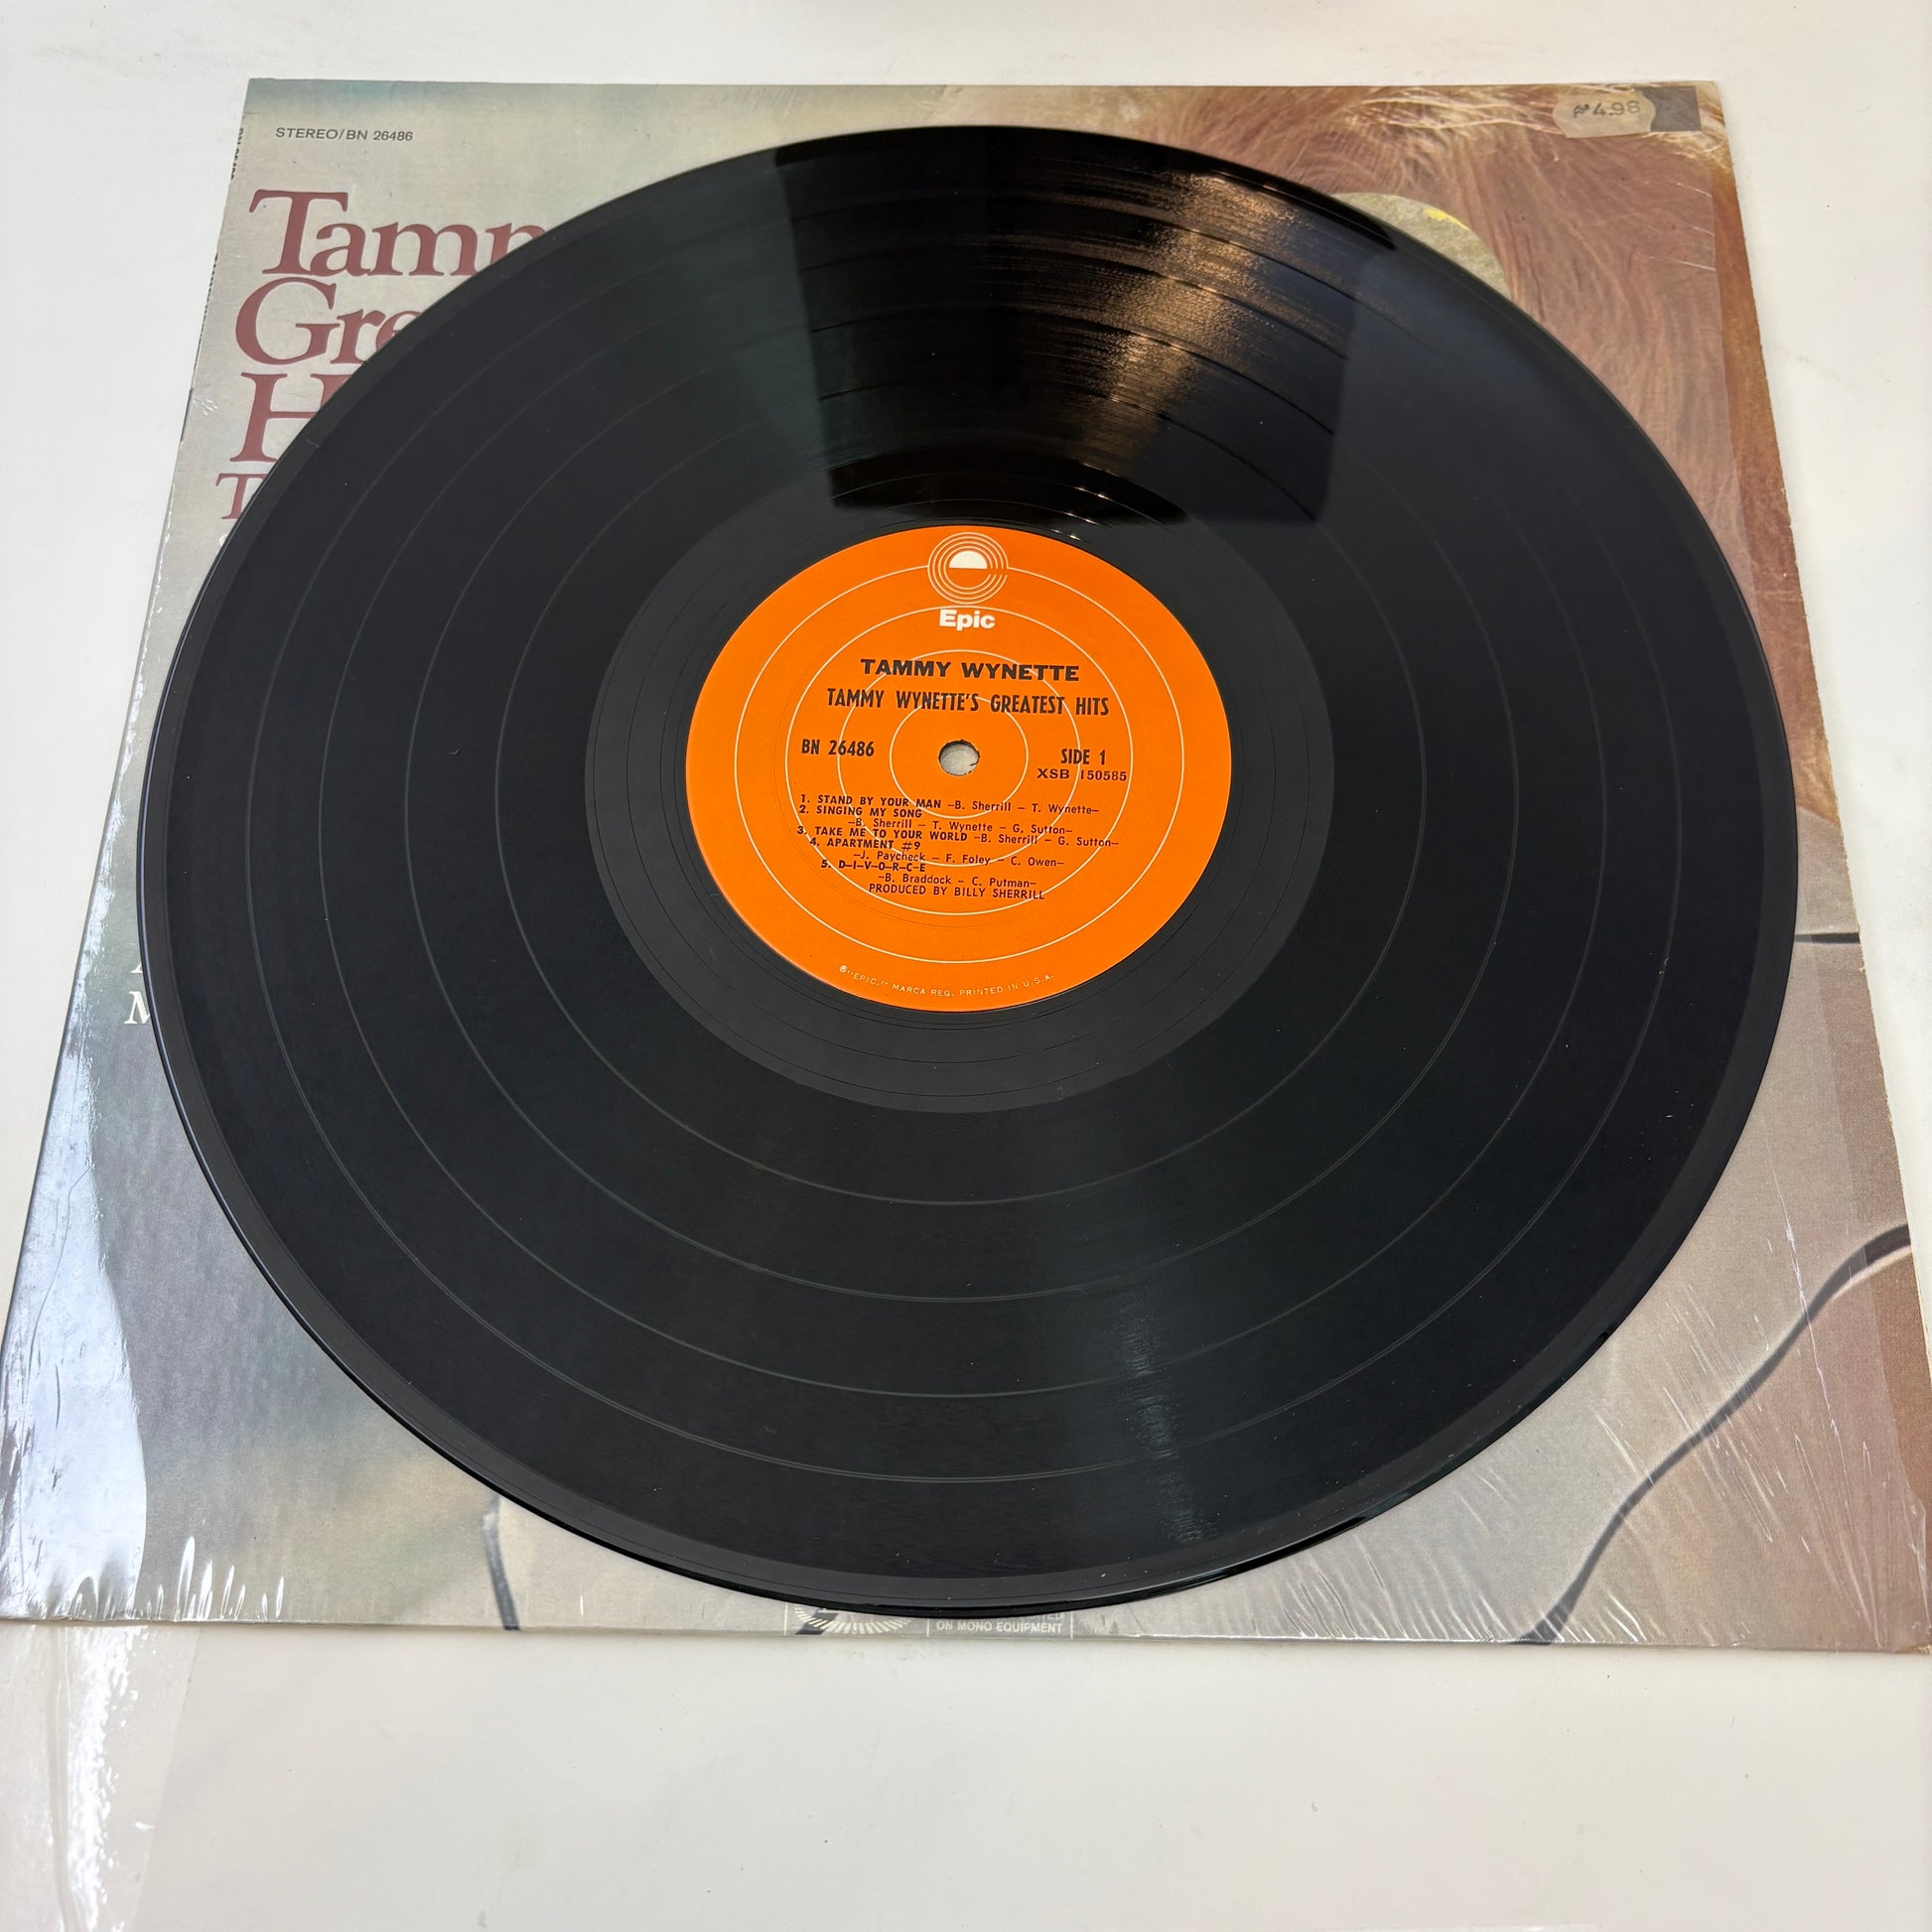 STEREO/BN 26486
4.98
Epic
TAMMY WYNETTE
TAMMY WYNETTE'S GREATEST HITS
BN 26486
SIDE 1
XSB 150585
1. STAND BY YOUR MAN –B. Sherrill – T. Wynette–
2. SINGING MY SONG
–B. Sherrill – T. Wynette – G. Sutton–
3. TAKE ME TO YOUR WORLD –B. Sherrill – G. Sutton–
4. APARTMENT #9
–J. Paycheck – F. Foley – C. Owen–
5. D–I–V–O–R–C–E
–B. Braddock – C. Putman–
PRODUCED BY BILLY SHERRILL
®"EPIC," MARCA REG. PRINTED IN U.S.A.
ON MONO EQUIPMENT